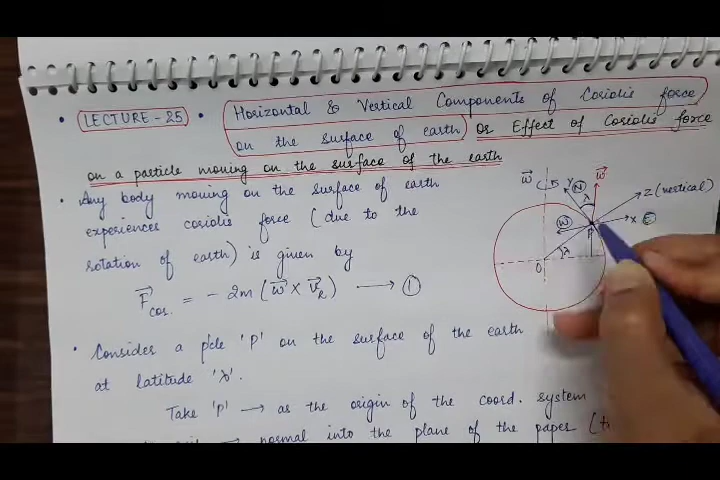 • LECTURE - 25 • Horizontal & Vertical Components of Coriolis force
on the surface of earth or Effect of Coriolis force
on a particle moving on the surface of the earth
• Any body moving on the surface of earth
experiences coriolis force (due to the
rotation of earth) is given by
F⃗cor. = - 2m (ω⃗ × v⃗R) ⟶ ①
• Consider a p'cle 'P' on the surface of the earth
at latitude 'λ'.
Take 'P' ⟶ as the origin of the coord. system
⟶ normal into the plane of the paper (
ω⃗
Y N
ω⃗
λ
Z (vertical)
W
X E
P
λ
O